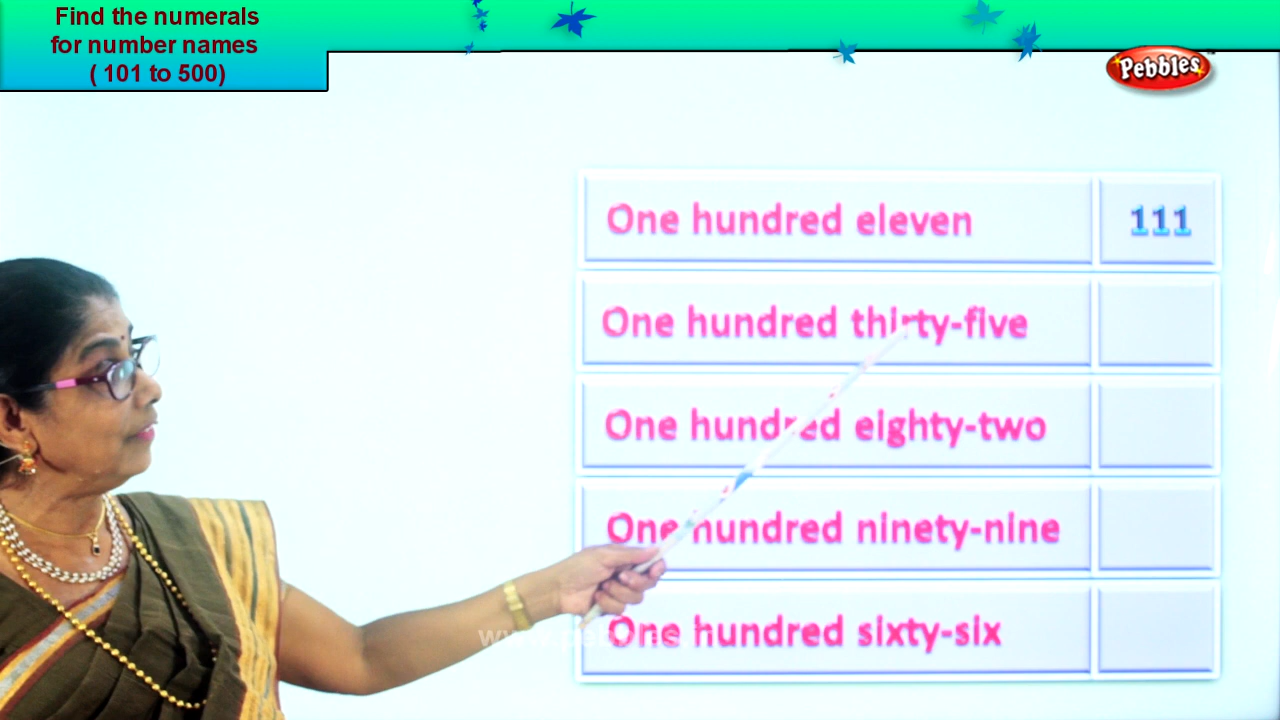 Find the numerals
for number names
( 101 to 500)
Pebbles
One hundred eleven 111
One hundred thirty-five
One hundred eighty-two
One hundred ninety-nine
One hundred sixty-six